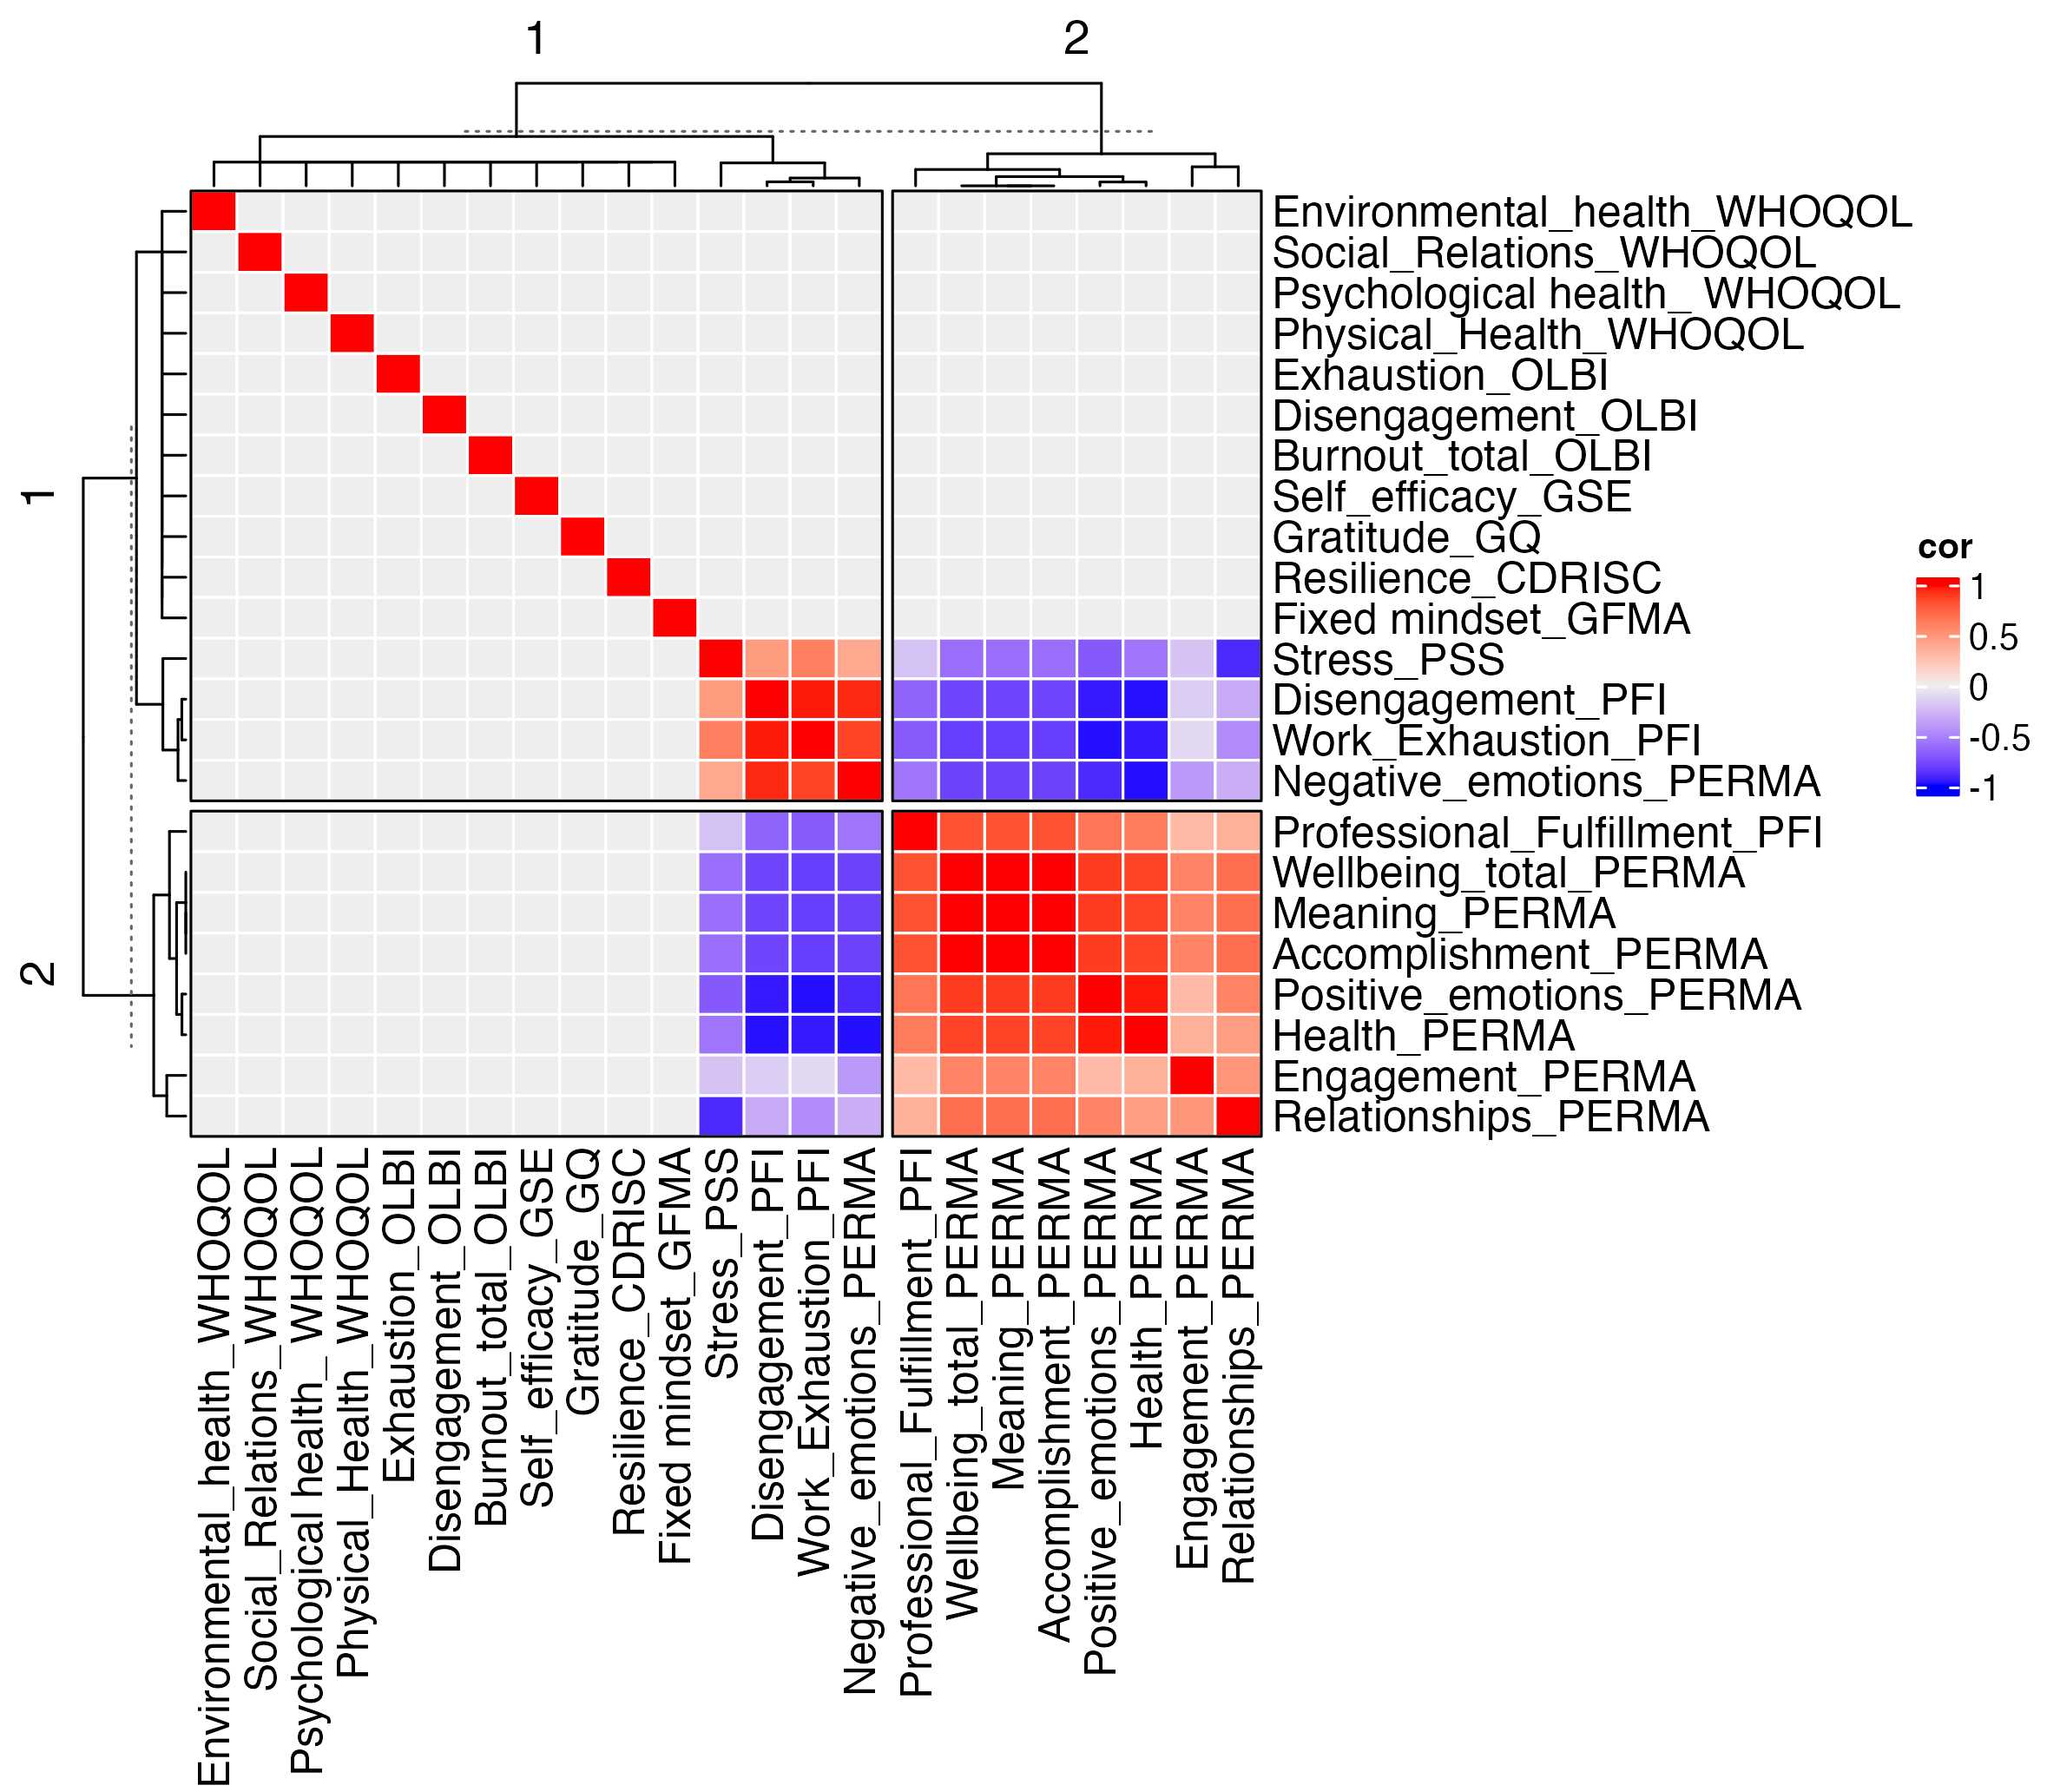 1
2
1
2
Environmental_health_WHOQOL
Social_Relations_WHOQOL
Psychological health_ WHOQOL
Physical_Health_WHOQOL
Exhaustion_OLBI
Disengagement_OLBI
Burnout_total_OLBI
Self_efficacy_GSE
Gratitude_GQ
Resilience_CDRISC
Fixed mindset_GFMA
Stress_PSS
Disengagement_PFI
Work_Exhaustion_PFI
Negative_emotions_PERMA
Professional_Fulfillment_PFI
Wellbeing_total_PERMA
Meaning_PERMA
Accomplishment_PERMA
Positive_emotions_PERMA
Health_PERMA
Engagement_PERMA
Relationships_PERMA
cor
1
0.5
0
-0.5
-1
Environmental_health_WHOQOL
Social_Relations_WHOQOL
Psychological health_ WHOQOL
Physical_Health_WHOQOL
Exhaustion_OLBI
Disengagement_OLBI
Burnout_total_OLBI
Self_efficacy_GSE
Gratitude_GQ
Resilience_CDRISC
Fixed mindset_GFMA
Stress_PSS
Disengagement_PFI
Work_Exhaustion_PFI
Negative_emotions_PERMA
Professional_Fulfillment_PFI
Wellbeing_total_PERMA
Meaning_PERMA
Accomplishment_PERMA
Positive_emotions_PERMA
Health_PERMA
Engagement_PERMA
Relationships_PERMA